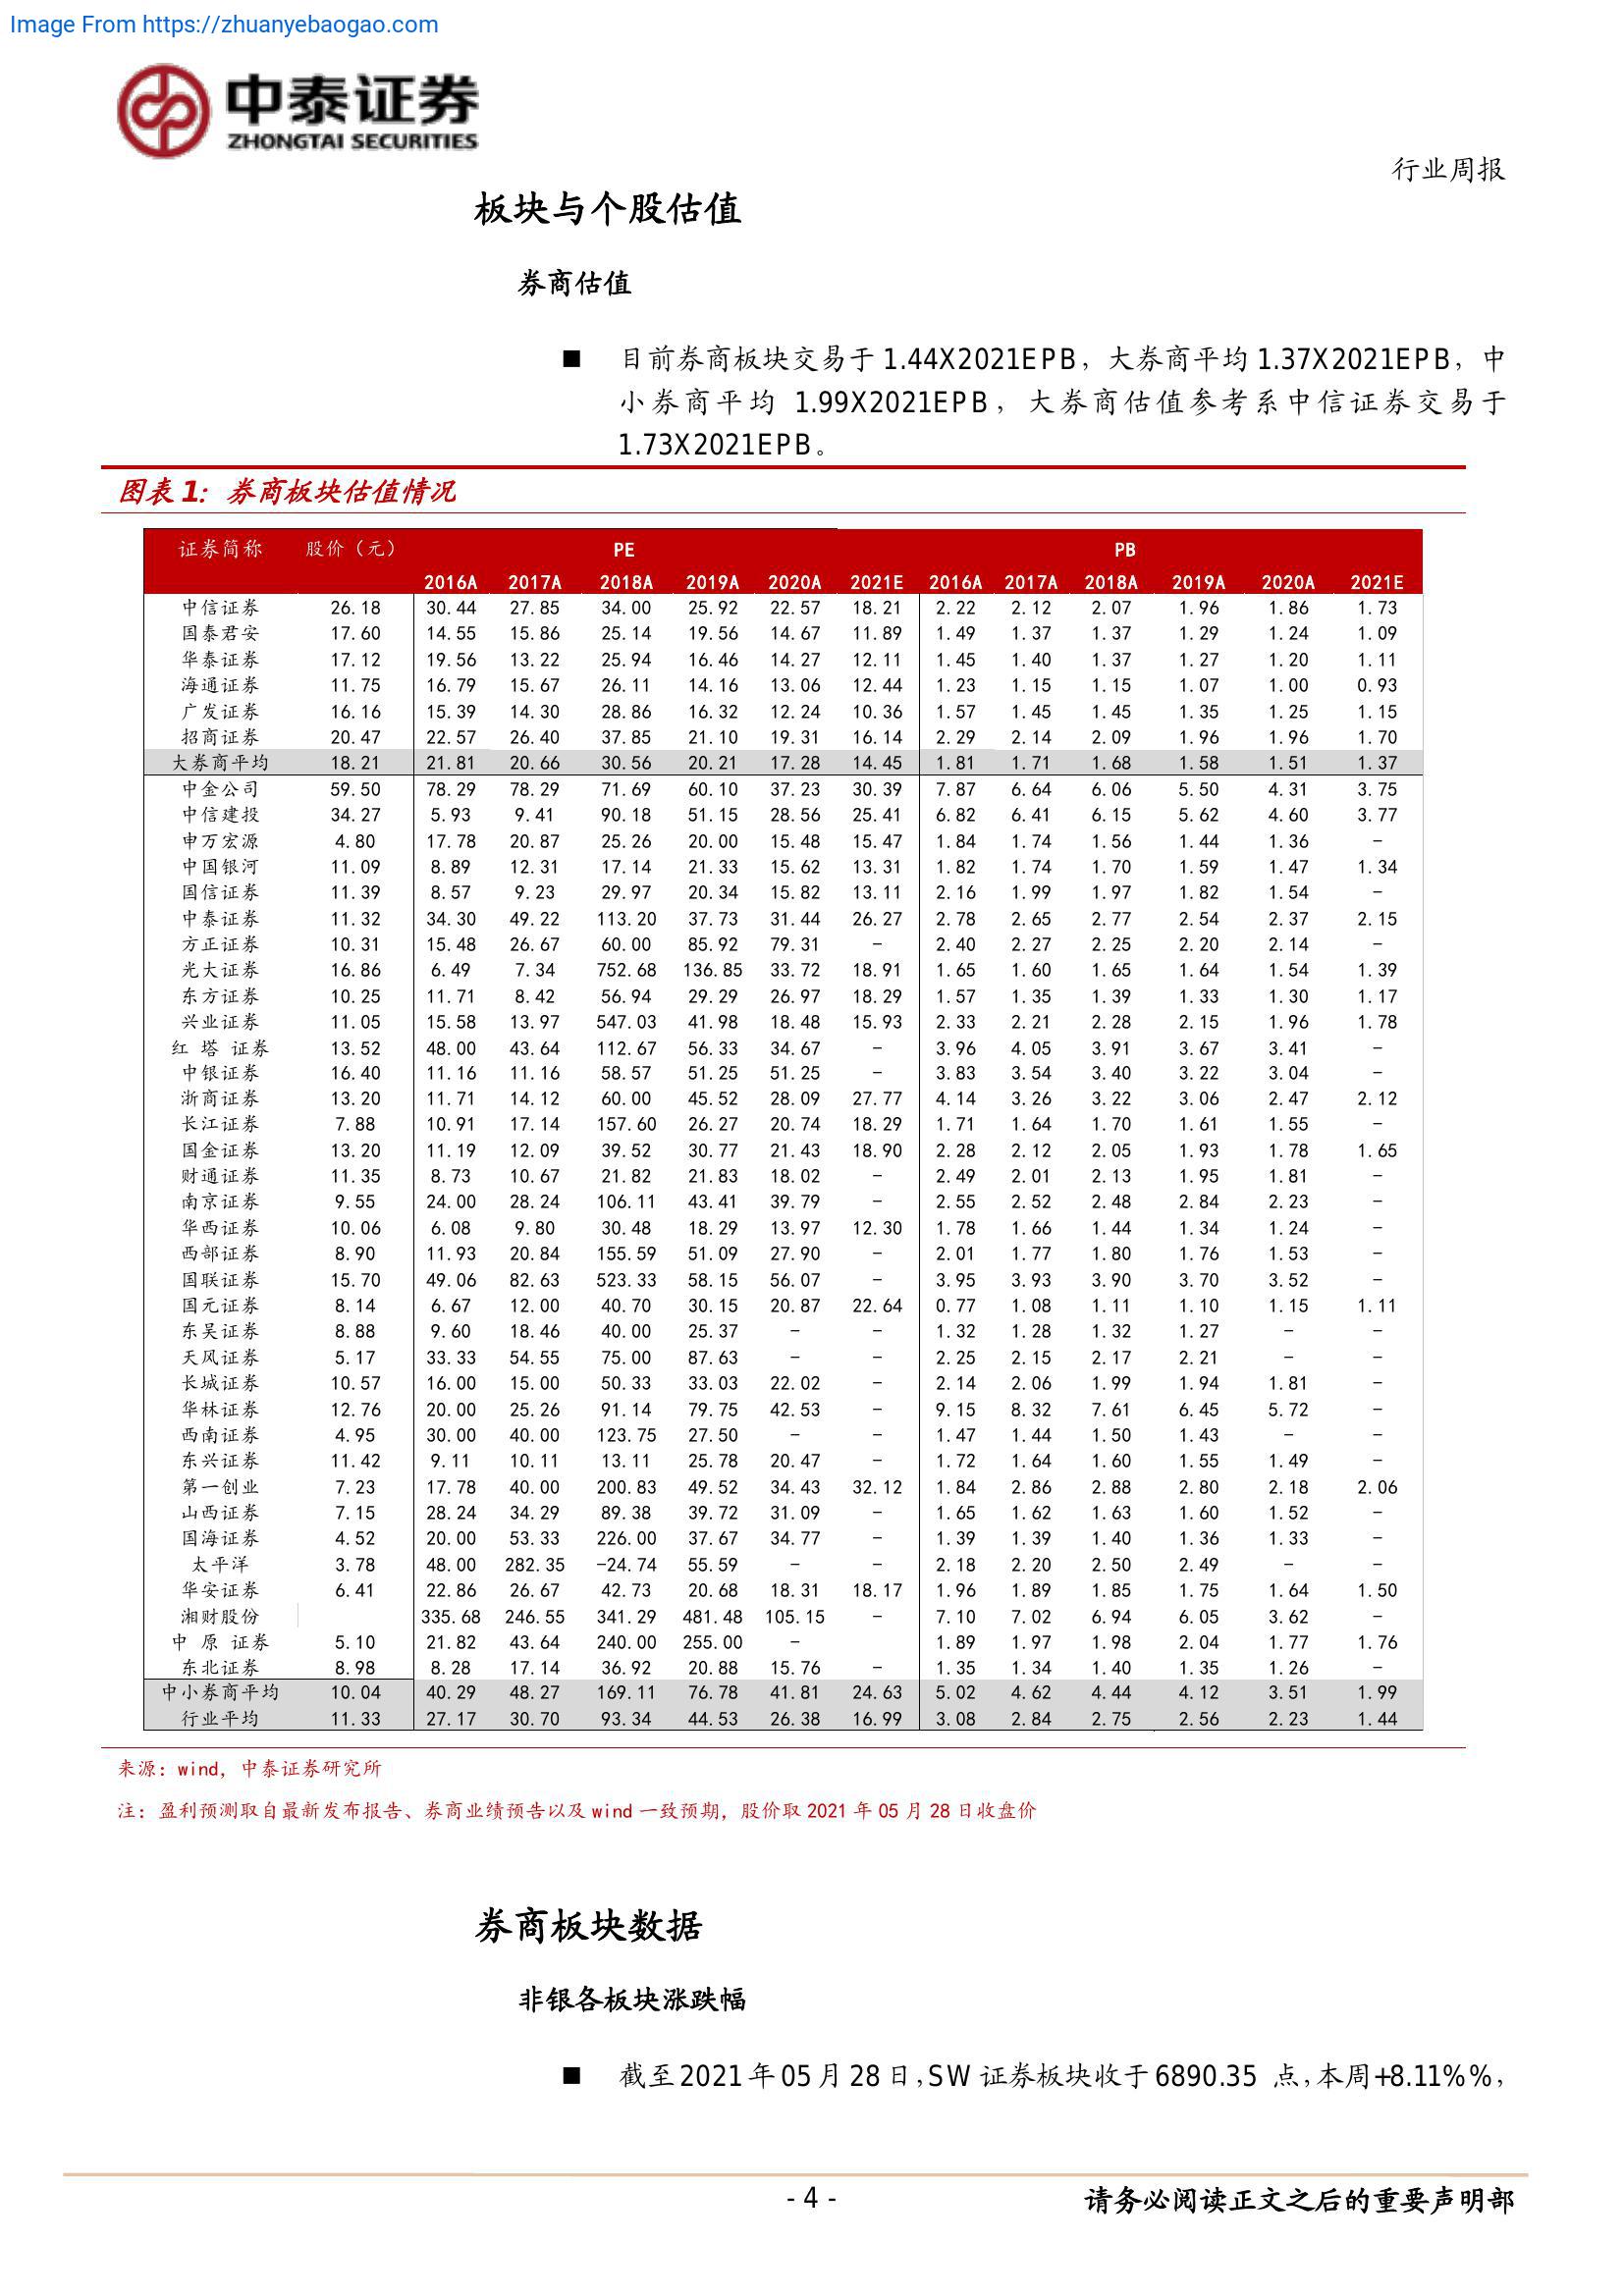 Image From https://zhuanyebaogao.com
中泰证券
ZHONGTAI SECURITIES
行业周报
板块与个股估值
券商估值
■ 目前券商板块交易于 1.44X2021EPB，大券商平均 1.37X2021EPB，中
小券商平均 1.99X2021EPB，大券商估值参考系中信证券交易于
1.73X2021EPB。
图表 1：券商板块估值情况
证券简称 股价（元） PE PB
2016A 2017A 2018A 2019A 2020A 2021E 2016A 2017A 2018A 2019A 2020A 2021E
中信证券 26.18 30.44 27.85 34.00 25.92 22.57 18.21 2.22 2.12 2.07 1.96 1.86 1.73
国泰君安 17.60 14.55 15.86 25.14 19.56 14.67 11.89 1.49 1.37 1.37 1.29 1.24 1.09
华泰证券 17.12 19.56 13.22 25.94 16.46 14.27 12.11 1.45 1.40 1.37 1.27 1.20 1.11
海通证券 11.75 16.79 15.67 26.11 14.16 13.06 12.44 1.23 1.15 1.15 1.07 1.00 0.93
广发证券 16.16 15.39 14.30 28.86 16.32 12.24 10.36 1.57 1.45 1.45 1.35 1.25 1.15
招商证券 20.47 22.57 26.40 37.85 21.10 19.31 16.14 2.29 2.14 2.09 1.96 1.96 1.70
大券商平均 18.21 21.81 20.66 30.56 20.21 17.28 14.45 1.81 1.71 1.68 1.58 1.51 1.37
中金公司 59.50 78.29 78.29 71.69 60.10 37.23 30.39 7.87 6.64 6.06 5.50 4.31 3.75
中信建投 34.27 5.93 9.41 90.18 51.15 28.56 25.41 6.82 6.41 6.15 5.62 4.60 3.77
申万宏源 4.80 17.78 20.87 25.26 20.00 15.48 15.47 1.84 1.74 1.56 1.44 1.36 -
中国银河 11.09 8.89 12.31 17.14 21.33 15.62 13.31 1.82 1.74 1.70 1.59 1.47 1.34
国信证券 11.39 8.57 9.23 29.97 20.34 15.82 13.11 2.16 1.99 1.97 1.82 1.54 -
中泰证券 11.32 34.30 49.22 113.20 37.73 31.44 26.27 2.78 2.65 2.77 2.54 2.37 2.15
方正证券 10.31 15.48 26.67 60.00 85.92 79.31 - 2.40 2.27 2.25 2.20 2.14 -
光大证券 16.86 6.49 7.34 752.68 136.85 33.72 18.91 1.65 1.60 1.65 1.64 1.54 1.39
东方证券 10.25 11.71 8.42 56.94 29.29 26.97 18.29 1.57 1.35 1.39 1.33 1.30 1.17
兴业证券 11.05 15.58 13.97 547.03 41.98 18.48 15.93 2.33 2.21 2.28 2.15 1.96 1.78
红 塔 证券 13.52 48.00 43.64 112.67 56.33 34.67 - 3.96 4.05 3.91 3.67 3.41 -
中银证券 16.40 11.16 11.16 58.57 51.25 51.25 - 3.83 3.54 3.40 3.22 3.04 -
浙商证券 13.20 11.71 14.12 60.00 45.52 28.09 27.77 4.14 3.26 3.22 3.06 2.47 2.12
长江证券 7.88 10.91 17.14 157.60 26.27 20.74 18.29 1.71 1.64 1.70 1.61 1.55 -
国金证券 13.20 11.19 12.09 39.52 30.77 21.43 18.90 2.28 2.12 2.05 1.93 1.78 1.65
财通证券 11.35 8.73 10.67 21.82 21.83 18.02 - 2.49 2.01 2.13 1.95 1.81 -
南京证券 9.55 24.00 28.24 106.11 43.41 39.79 - 2.55 2.52 2.48 2.84 2.23 -
华西证券 10.06 6.08 9.80 30.48 18.29 13.97 12.30 1.78 1.66 1.44 1.34 1.24 -
西部证券 8.90 11.93 20.84 155.59 51.09 27.90 - 2.01 1.77 1.80 1.76 1.53 -
国联证券 15.70 49.06 82.63 523.33 58.15 56.07 - 3.95 3.93 3.90 3.70 3.52 -
国元证券 8.14 6.67 12.00 40.70 30.15 20.87 22.64 0.77 1.08 1.11 1.10 1.15 1.11
东吴证券 8.88 9.60 18.46 40.00 25.37 - - 1.32 1.28 1.32 1.27 - -
天风证券 5.17 33.33 54.55 75.00 87.63 - - 2.25 2.15 2.17 2.21 - -
长城证券 10.57 16.00 15.00 50.33 33.03 22.02 - 2.14 2.06 1.99 1.94 1.81 -
华林证券 12.76 20.00 25.26 91.14 79.75 42.53 - 9.15 8.32 7.61 6.45 5.72 -
西南证券 4.95 30.00 40.00 123.75 27.50 - - 1.47 1.44 1.50 1.43 - -
东兴证券 11.42 9.11 10.11 13.11 25.78 20.47 - 1.72 1.64 1.60 1.55 1.49 -
第一创业 7.23 17.78 40.00 200.83 49.52 34.43 32.12 1.84 2.86 2.88 2.80 2.18 2.06
山西证券 7.15 28.24 34.29 89.38 39.72 31.09 - 1.65 1.62 1.63 1.60 1.52 -
国海证券 4.52 20.00 53.33 226.00 37.67 34.77 - 1.39 1.39 1.40 1.36 1.33 -
太平洋 3.78 48.00 282.35 -24.74 55.59 - - 2.18 2.20 2.50 2.49 - -
华安证券 6.41 22.86 26.67 42.73 20.68 18.31 18.17 1.96 1.89 1.85 1.75 1.64 1.50
湘财股份 335.68 246.55 341.29 481.48 105.15 - 7.10 7.02 6.94 6.05 3.62 -
中 原 证券 5.10 21.82 43.64 240.00 255.00 - 1.89 1.97 1.98 2.04 1.77 1.76
东北证券 8.98 8.28 17.14 36.92 20.88 15.76 - 1.35 1.34 1.40 1.35 1.26 -
中小券商平均 10.04 40.29 48.27 169.11 76.78 41.81 24.63 5.02 4.62 4.44 4.12 3.51 1.99
行业平均 11.33 27.17 30.70 93.34 44.53 26.38 16.99 3.08 2.84 2.75 2.56 2.23 1.44
来源：wind，中泰证券研究所
注：盈利预测取自最新发布报告、券商业绩预告以及 wind 一致预期，股价取 2021 年 05 月 28 日收盘价
券商板块数据
非银各板块涨跌幅
■ 截至 2021 年 05 月 28 日，SW 证券板块收于 6890.35 点，本周+8.11%%，
- 4 -
请务必阅读正文之后的重要声明部